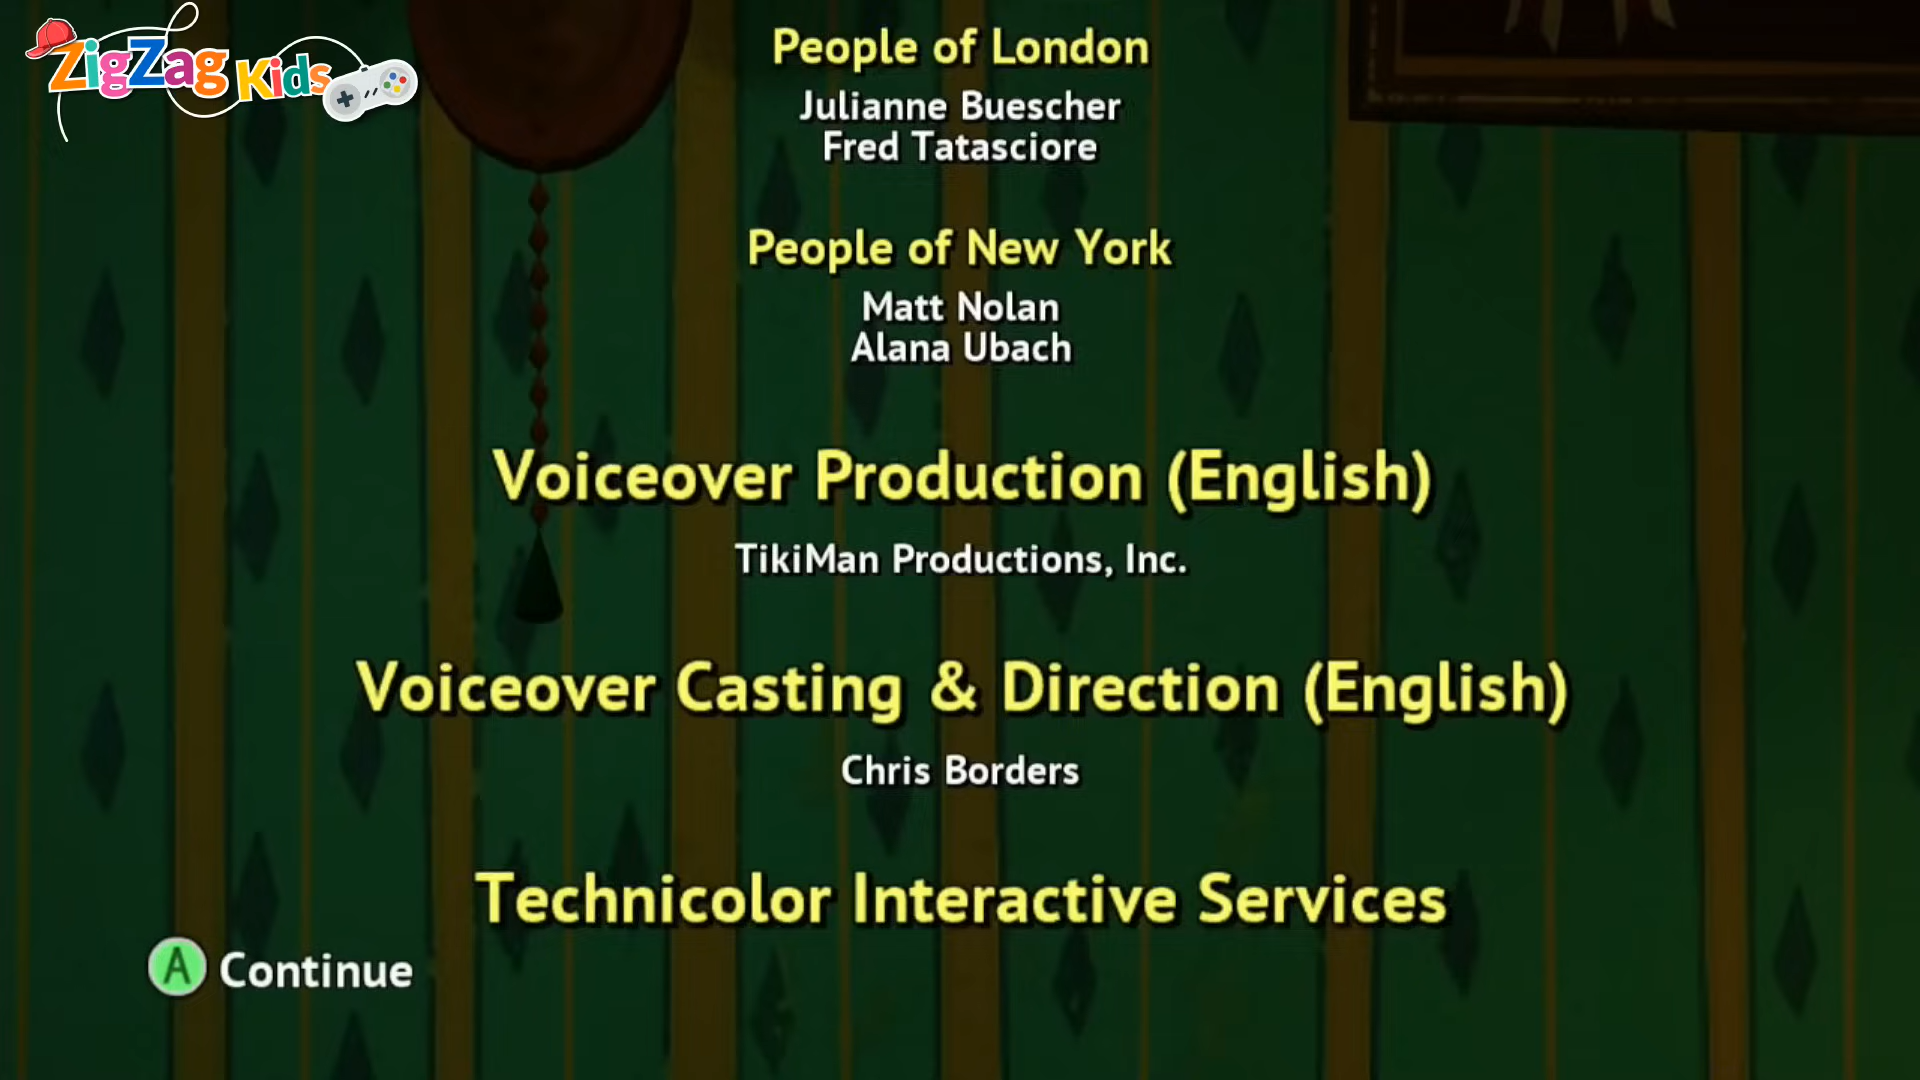 ZigZag Kids
People of London
Julianne Buescher
Fred Tatasciore
People of New York
Matt Nolan
Alana Ubach
Voiceover Production (English)
TikiMan Productions, Inc.
Voiceover Casting & Direction (English)
Chris Borders
Technicolor Interactive Services
A Continue